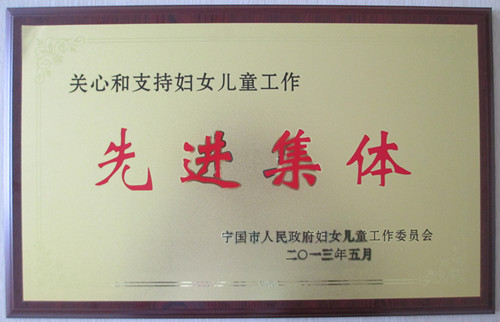 关心和支持妇女儿童工作
先进集体
宁国市人民政府妇女儿童工作委员会
二〇一三年五月